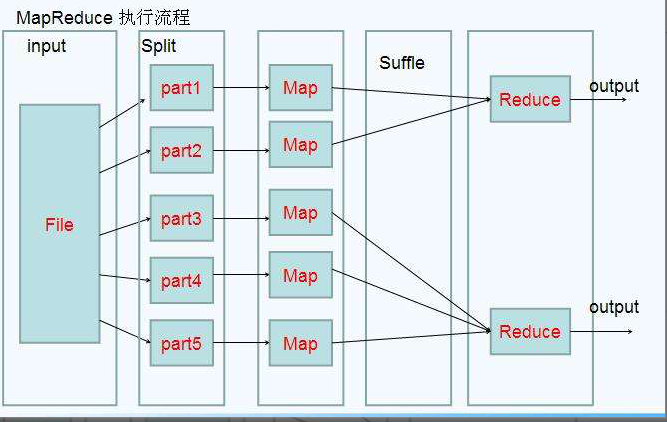 MapReduce 执行流程
input
Split
Suffle
File
part1
part2
part3
part4
part5
Map
Map
Map
Map
Map
Reduce
Reduce
output
output